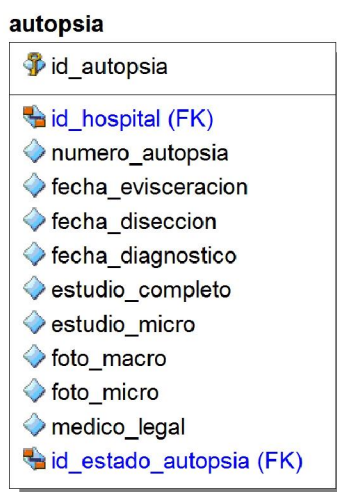 autopsia
id_autopsia
id_hospital (FK)
numero_autopsia
fecha_evisceracion
fecha_diseccion
fecha_diagnostico
estudio_completo
estudio_micro
foto_macro
foto_micro
medico_legal
id_estado_autopsia (FK)